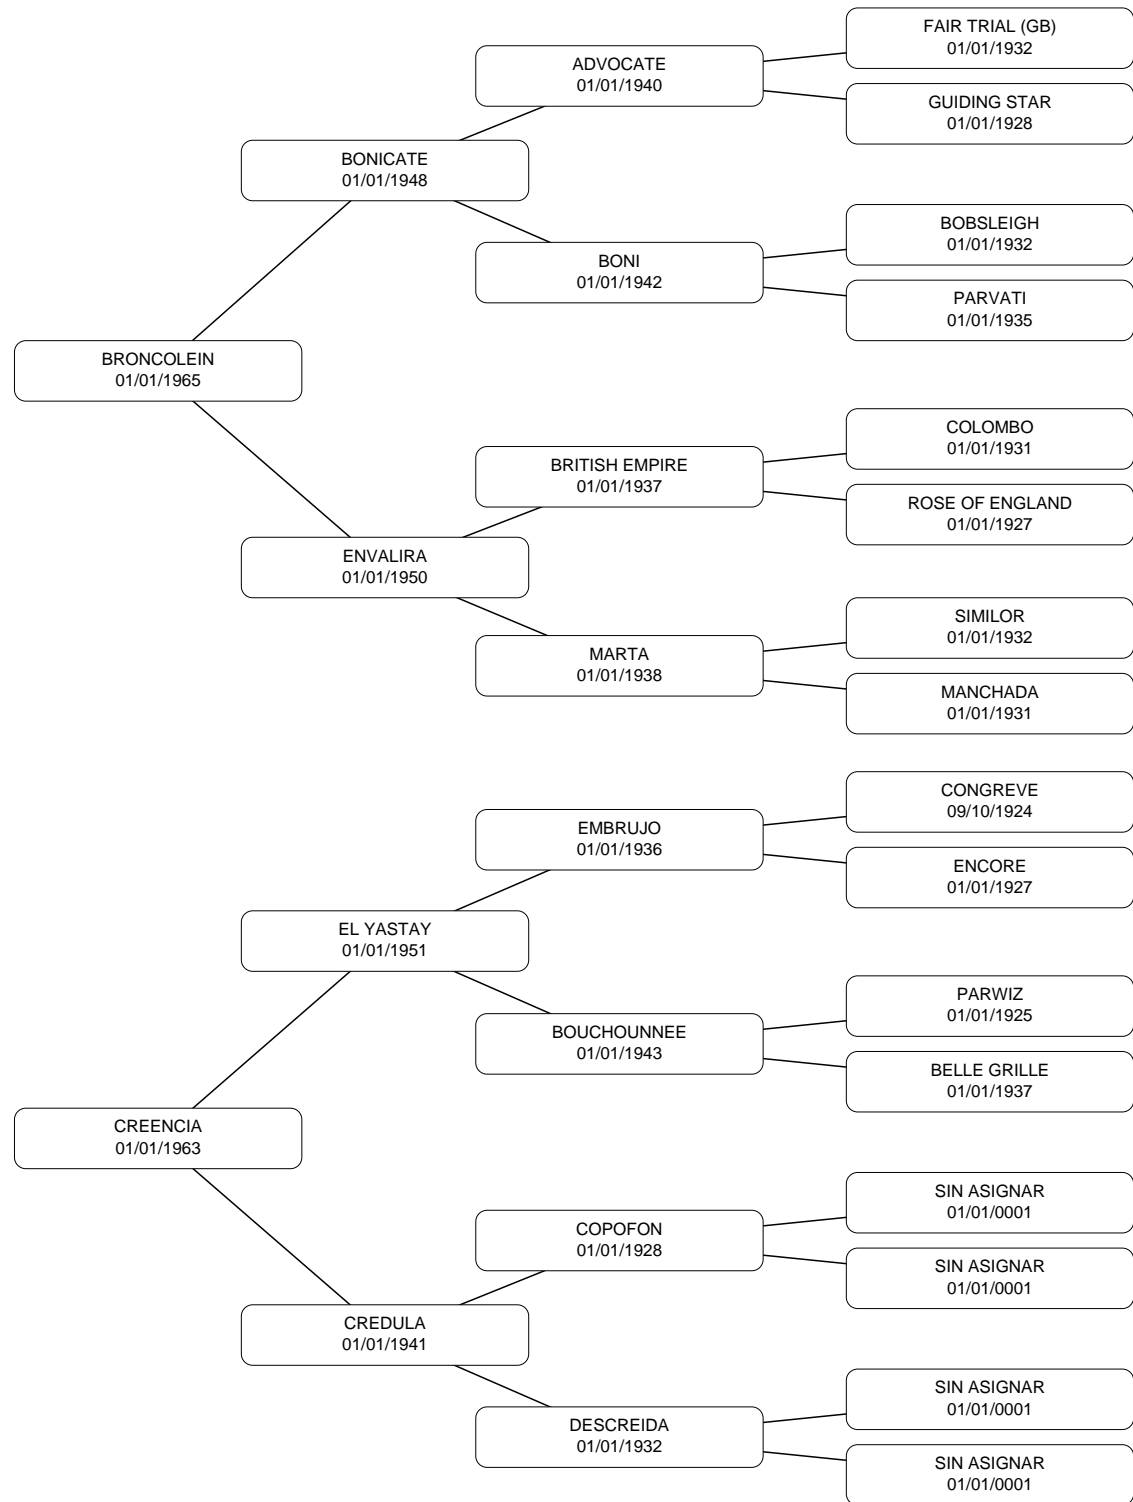 FAIR TRIAL (GB)
01/01/1932
ADVOCATE
01/01/1940
GUIDING STAR
01/01/1928
BONICATE
01/01/1948
BOBSLEIGH
01/01/1932
BONI
01/01/1942
PARVATI
01/01/1935
BRONCOLEIN
01/01/1965
COLOMBO
01/01/1931
BRITISH EMPIRE
01/01/1937
ROSE OF ENGLAND
01/01/1927
ENVALIRA
01/01/1950
SIMILOR
01/01/1932
MARTA
01/01/1938
MANCHADA
01/01/1931
CONGREVE
09/10/1924
EMBRUJO
01/01/1936
ENCORE
01/01/1927
EL YASTAY
01/01/1951
PARWIZ
01/01/1925
BOUCHOUNNEE
01/01/1943
BELLE GRILLE
01/01/1937
CREENCIA
01/01/1963
SIN ASIGNAR
01/01/0001
COPOFON
01/01/1928
SIN ASIGNAR
01/01/0001
CREDULA
01/01/1941
SIN ASIGNAR
01/01/0001
DESCREIDA
01/01/1932
SIN ASIGNAR
01/01/0001